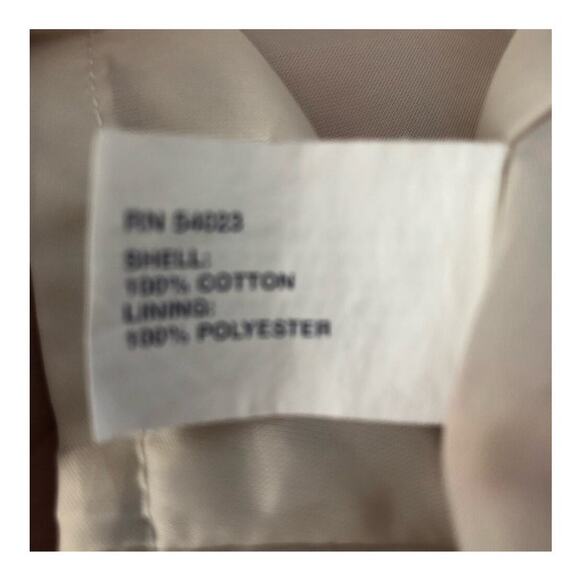 RN 54023
SHELL:
100% COTTON
LINING:
100% POLYESTER